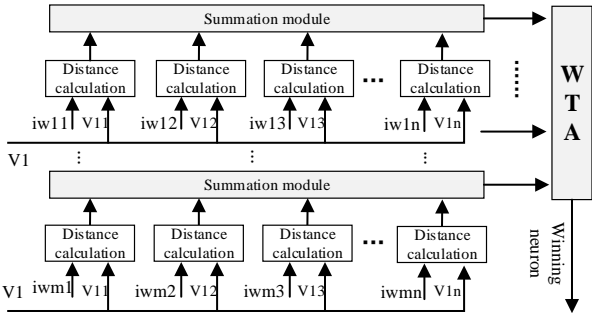 Summation module
Distance calculation
Distance calculation
Distance calculation
...
Distance calculation
iw11 V11 iw12 V12 iw13 V13 iw1n V1n
V1
Summation module
Distance calculation
Distance calculation
Distance calculation
...
Distance calculation
iwm1 V11 iwm2 V12 iwm3 V13 iwmn V1n
V1
W
T
A
Winning
neuron